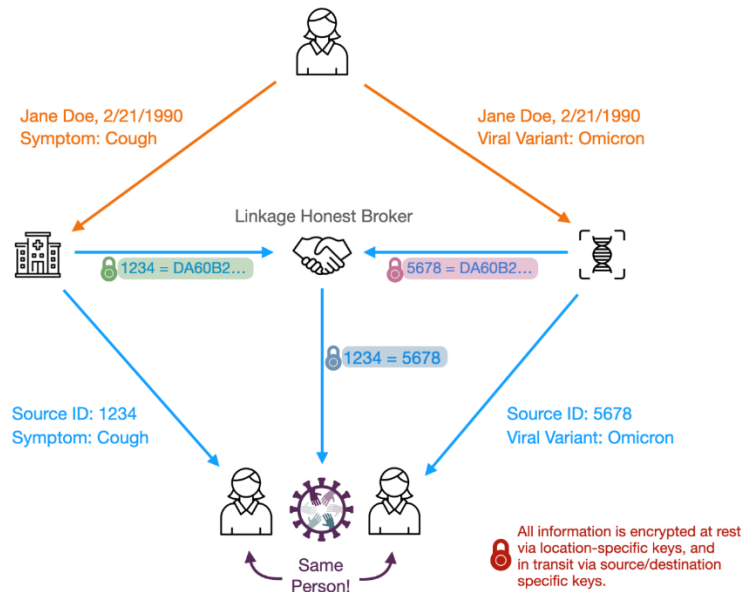 Jane Doe, 2/21/1990
Symptom: Cough
Jane Doe, 2/21/1990
Viral Variant: Omicron
Linkage Honest Broker
1234 = DA60B2...
5678 = DA60B2...
1234 = 5678
Source ID: 1234
Symptom: Cough
Source ID: 5678
Viral Variant: Omicron
Same
Person!
All information is encrypted at rest
via location-specific keys, and
in transit via source/destination
specific keys.